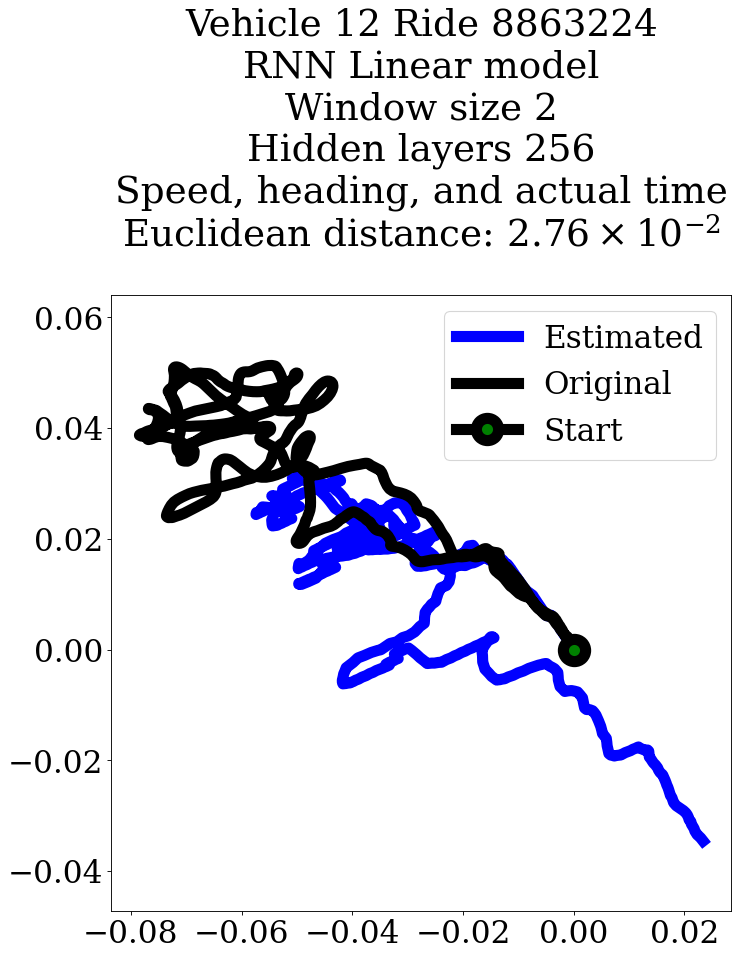 Vehicle 12 Ride 8863224
RNN Linear model
Window size 2
Hidden layers 256
Speed, heading, and actual time
Euclidean distance: 2.76 × 10⁻²
Estimated
Original
Start
0.06
0.04
0.02
0.00
−0.02
−0.04
−0.08 −0.06 −0.04 −0.02 0.00 0.02